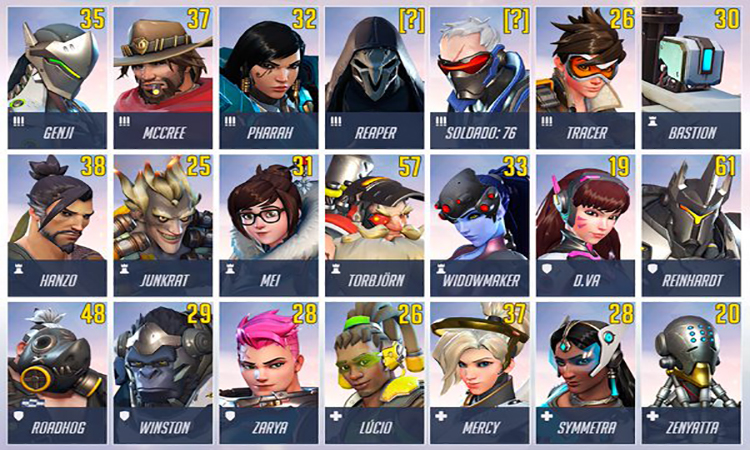 35 37 32 [?] [?] 26 30
GENJI MCCREE PHARAH REAPER SOLDADO: 76 TRACER BASTION
38 25 31 57 33 19 61
HANZO JUNKRAT MEI TORBJÖRN WIDOWMAKER D.VA REINHARDT
48 29 28 26 37 28 20
ROADHOG WINSTON ZARYA LÚCIO MERCY SYMMETRA ZENYATTA